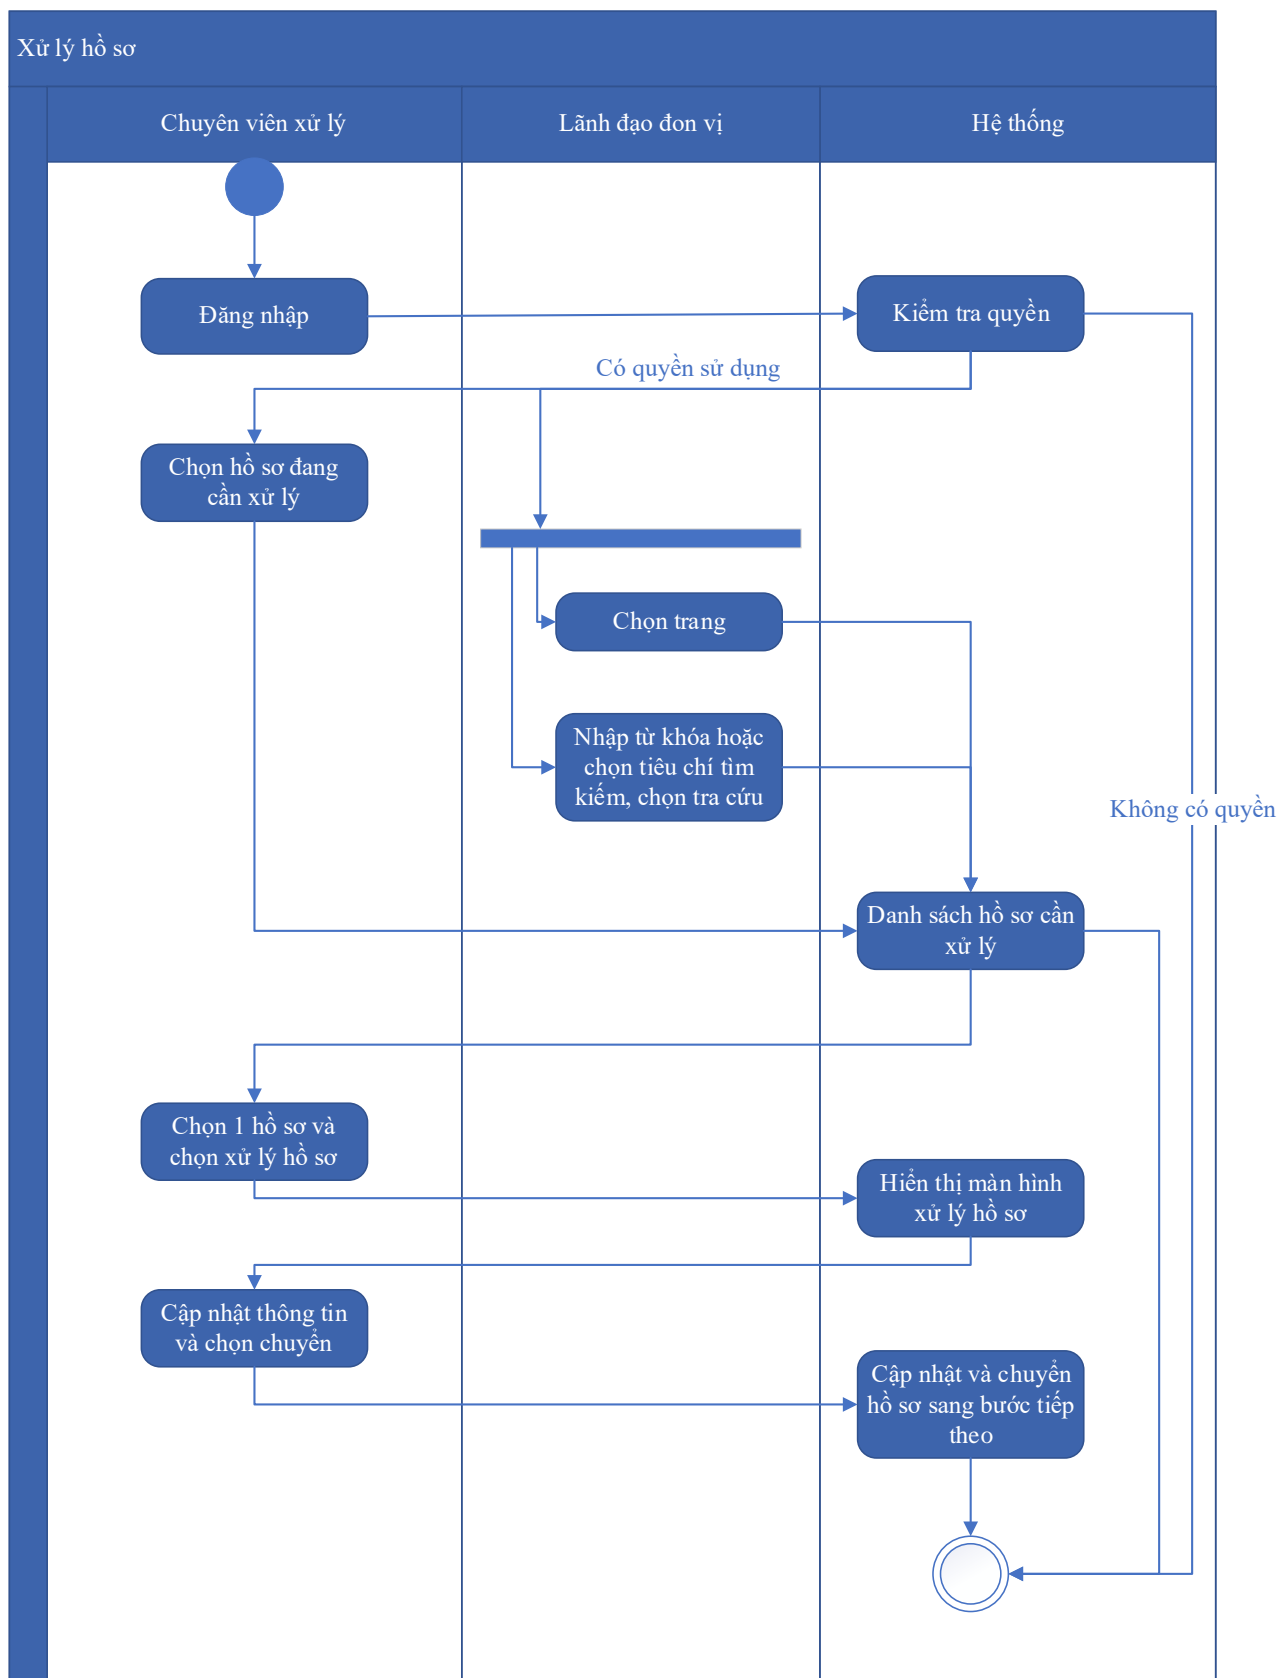 Xử lý hồ sơ
Chuyên viên xử lý
Lãnh đạo đon vị
Hệ thống
Đăng nhập
Kiểm tra quyền
Có quyền sử dụng
Chọn hồ sơ đang
cần xử lý
Chọn trang
Nhập từ khóa hoặc
chọn tiêu chí tìm
kiếm, chọn tra cứu
Không có quyền
Danh sách hồ sơ cần
xử lý
Chọn 1 hồ sơ và
chọn xử lý hồ sơ
Hiển thị màn hình
xử lý hồ sơ
Cập nhật thông tin
và chọn chuyển
Cập nhật và chuyển
hồ sơ sang bước tiếp
theo